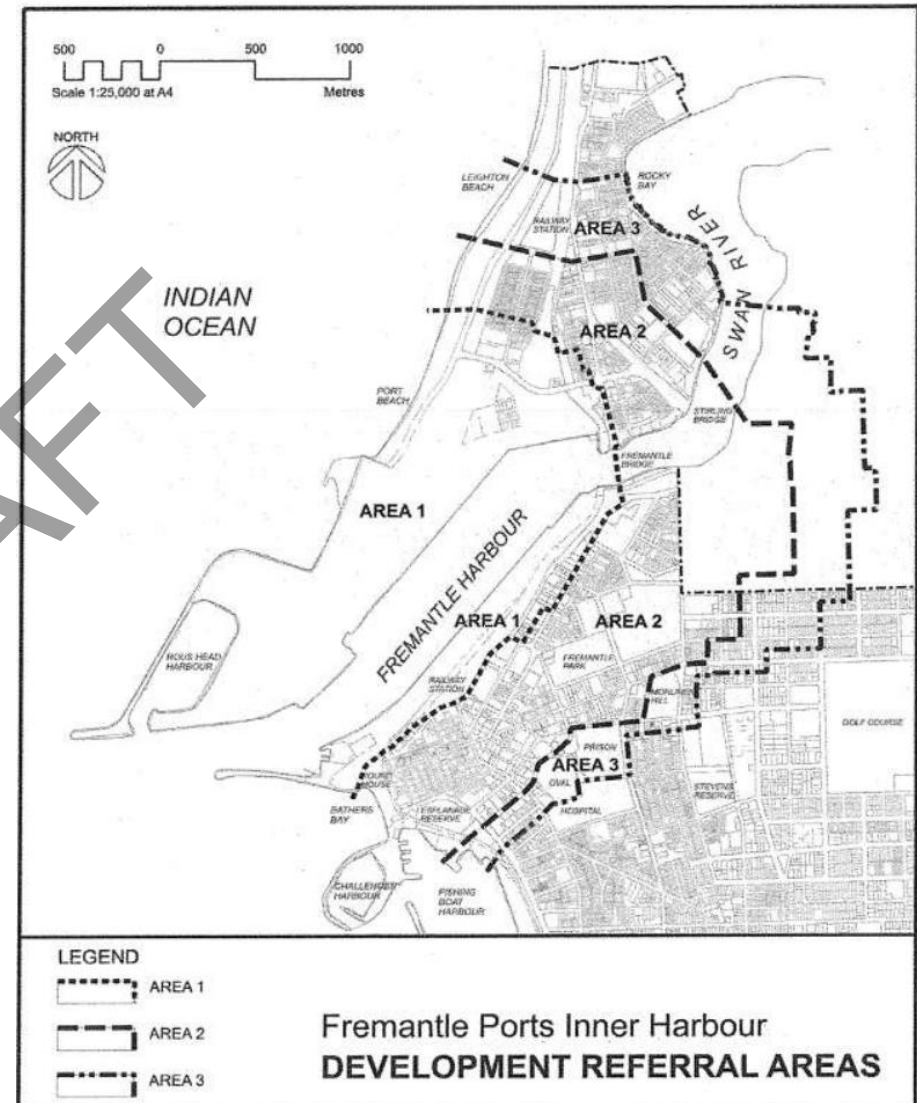 500 0 500 1000
Scale 1:25,000 at A4 Metres
NORTH
LEIGHTON
BEACH
ROCKY
BAY
RAILWAY
STATION
AREA 3
SWAN RIVER
INDIAN
OCEAN
AREA 2
PORT
BEACH
STIRLING
BRIDGE
FREMANTLE
BRIDGE
AREA 1
FREMANTLE HARBOUR
AREA 1
AREA 2
ROUS HEAD
HARBOUR
FREMANTLE
PARK
RAILWAY
STATION
MONUMENT
HILL
GOLF COURSE
PRISON
AREA 3
OVAL
ROUND
HOUSE
STEVENS
RESERVE
BATHERS
BAY
ESPLANADE
RESERVE
HOSPITAL
CHALLENGER
HARBOUR
FISHING
BOAT
HARBOUR
AFT
LEGEND
AREA 1
AREA 2
AREA 3
Fremantle Ports Inner Harbour
DEVELOPMENT REFERRAL AREAS